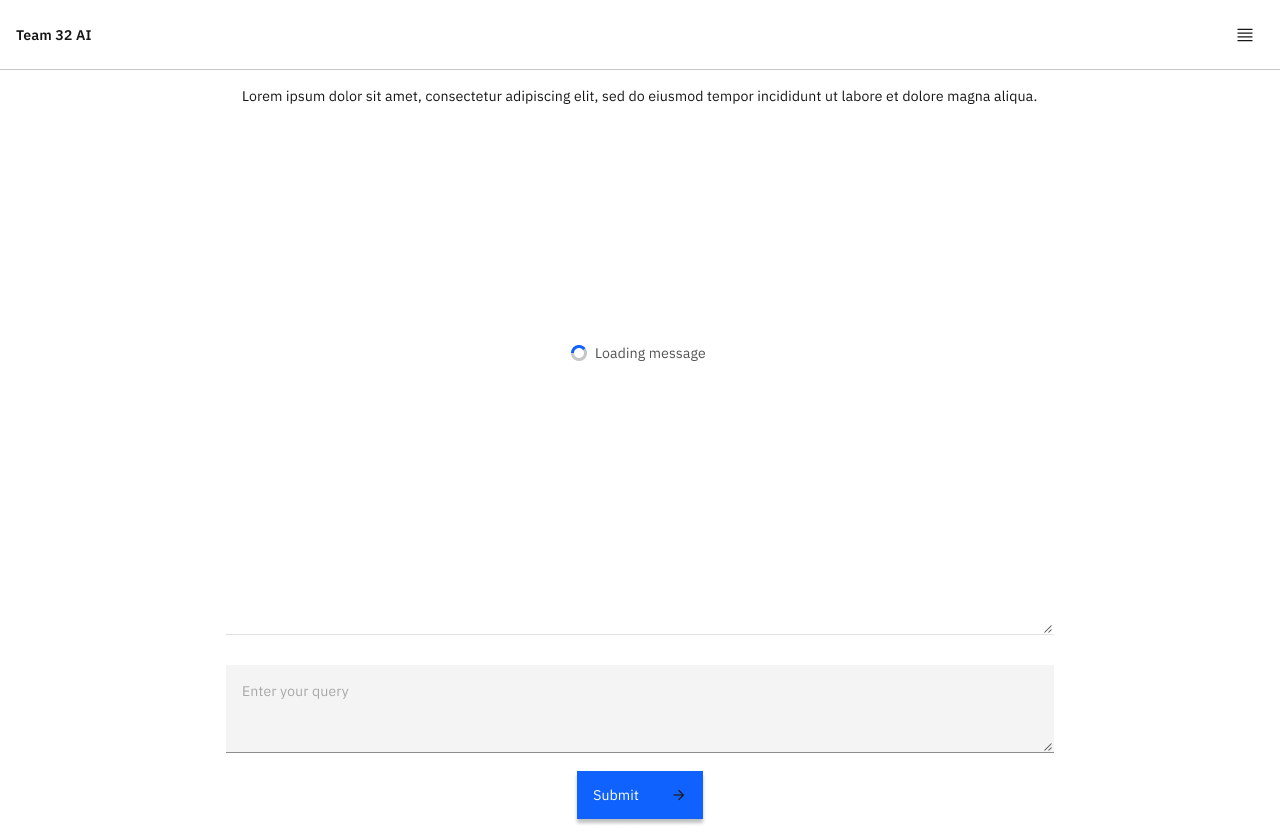 Team 32 AI
Lorem ipsum dolor sit amet, consectetur adipiscing elit, sed do eiusmod tempor incididunt ut labore et dolore magna aliqua.
Loading message
Enter your query
Submit